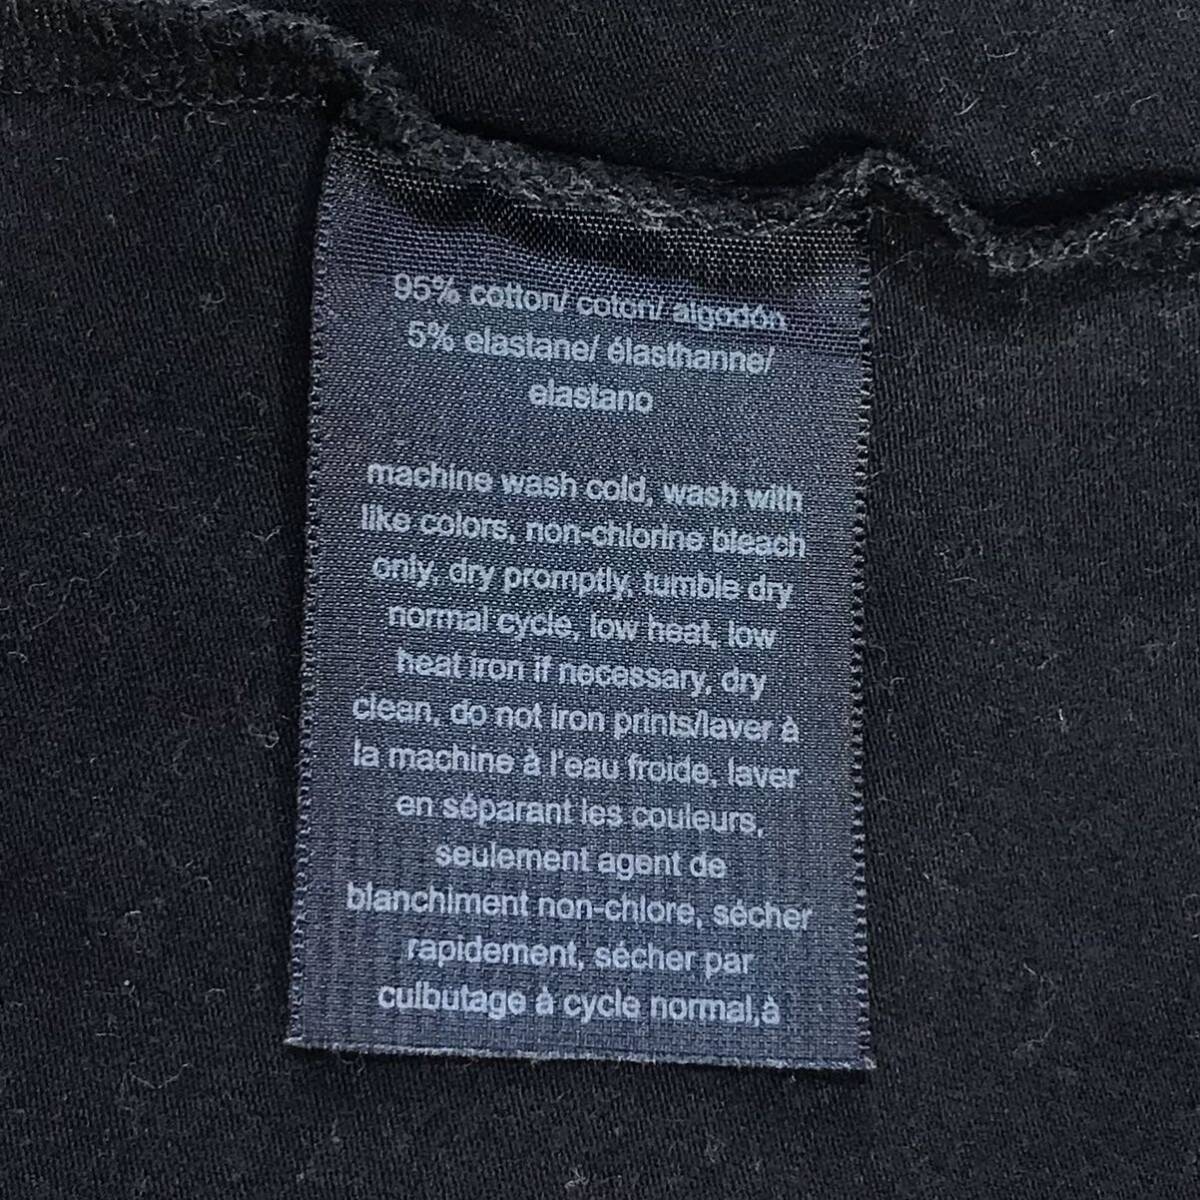 95% cotton/ coton/ algodón
5% elastane/ élasthanne/
elastano
machine wash cold, wash with
like colors, non-chlorine bleach
only, dry promptly, tumble dry
normal cycle, low heat, low
heat iron if necessary, dry
clean, do not iron prints/laver à
la machine à l'eau froide, laver
en séparant les couleurs,
seulement agent de
blanchiment non-chlore, sécher
rapidement, sécher par
culbutage à cycle normal,à